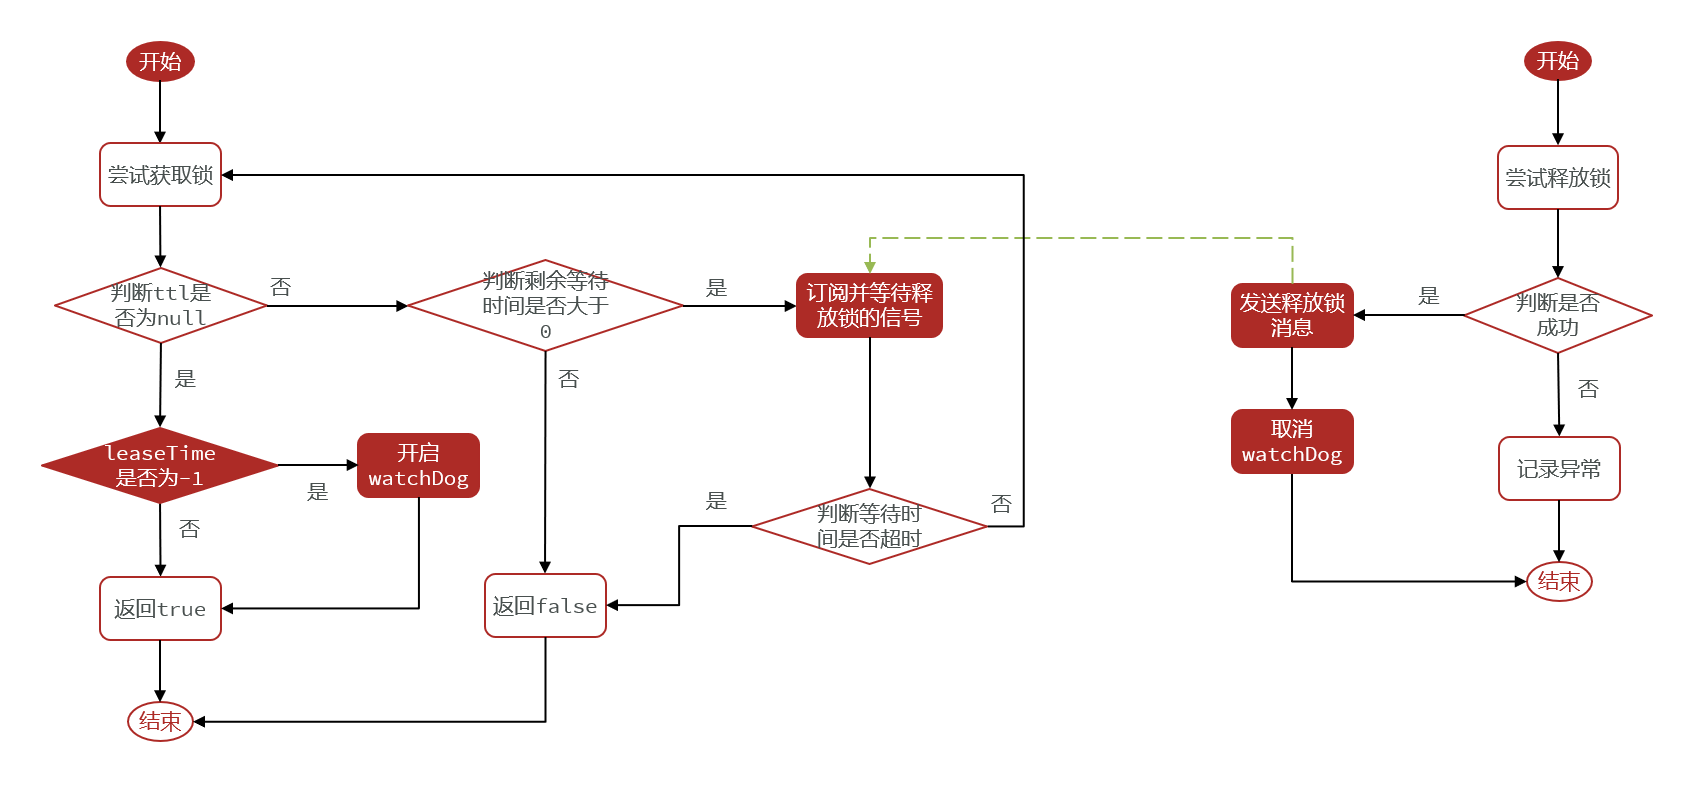 开始
尝试获取锁
判断ttl是
否为null
否
是
leaseTime
是否为-1
是
否
开启
watchDog
返回true
结束
判断剩余等待
时间是否大于
0
是
否
返回false
订阅并等待释
放锁的信号
判断等待时
间是否超时
是
否
开始
尝试释放锁
判断是否
成功
是
否
发送释放锁
消息
取消
watchDog
记录异常
结束